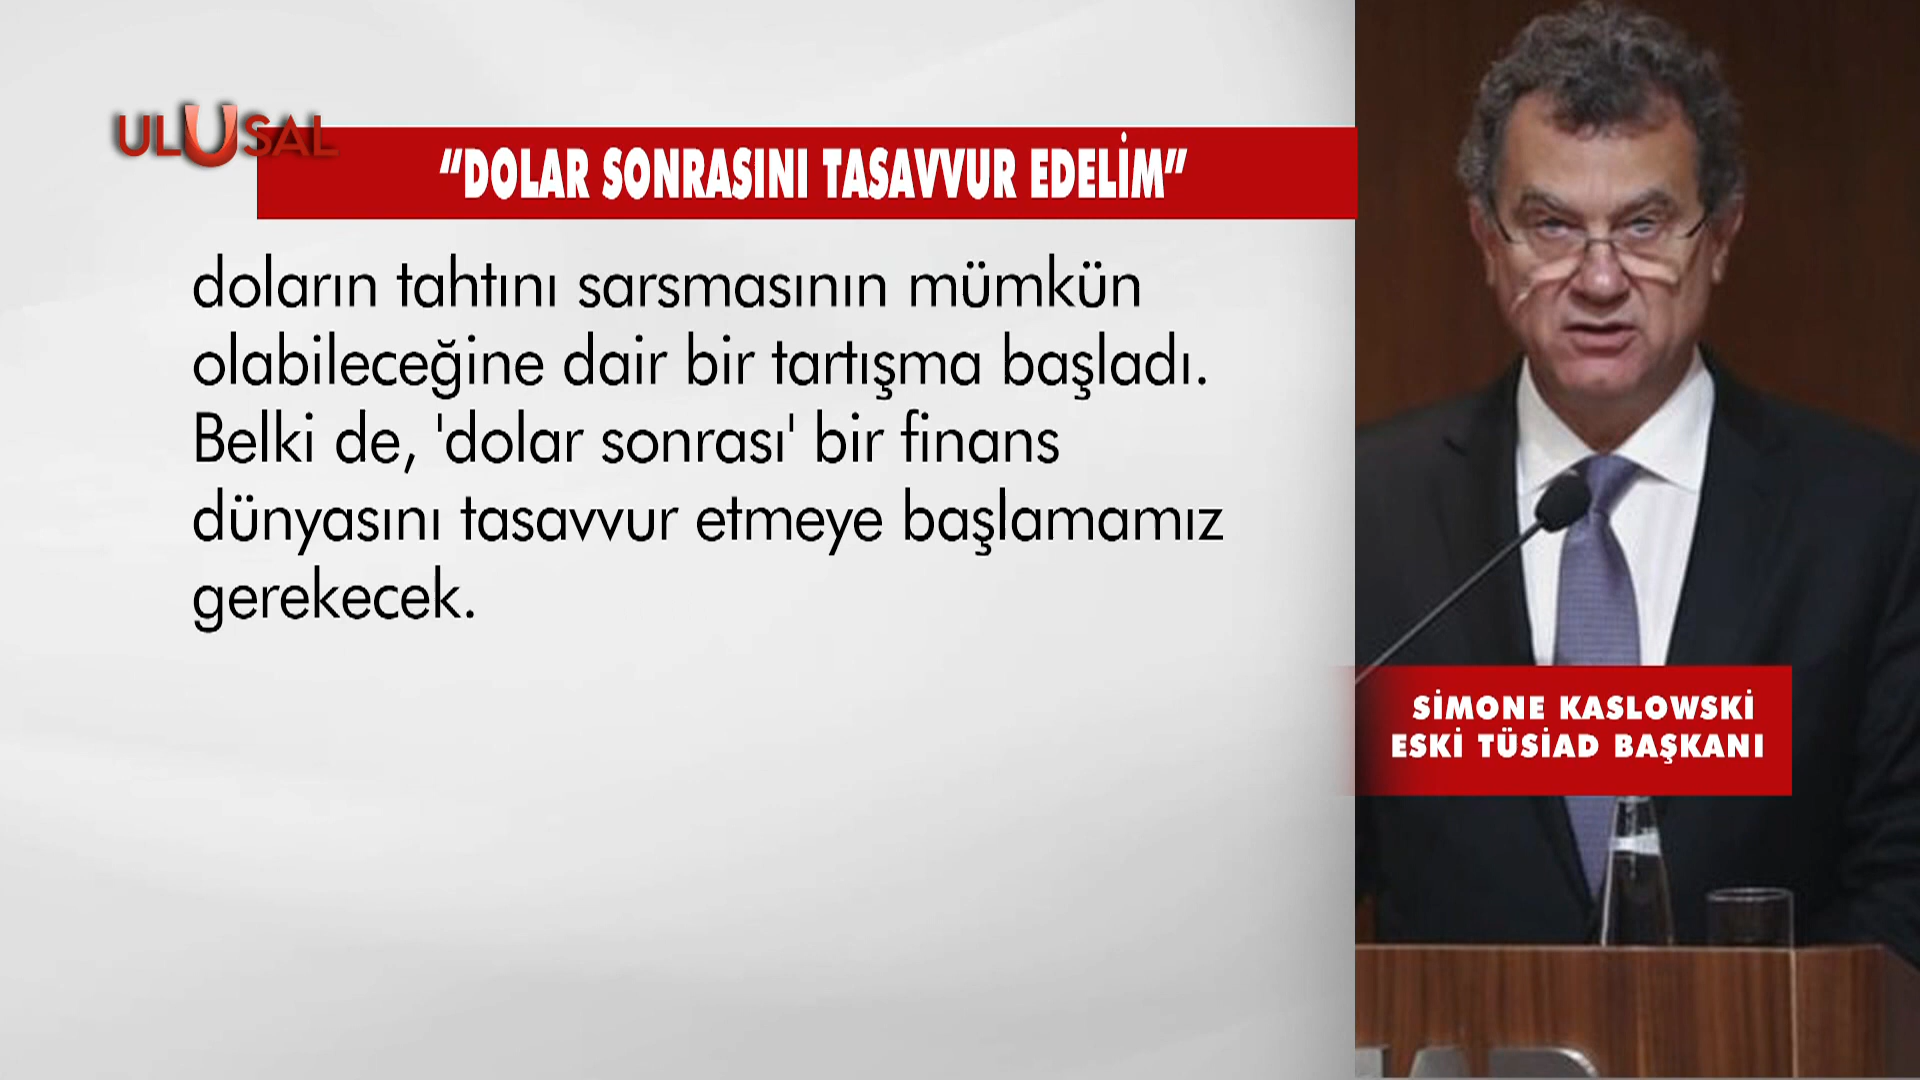 ULUSAL
“DOLAR SONRASINI TASAVVUR EDELİM”
doların tahtını sarsmasının mümkün
olabileceğine dair bir tartışma başladı.
Belki de, 'dolar sonrası' bir finans
dünyasını tasavvur etmeye başlamamız
gerekecek.
SİMONE KASLOWSKİ
ESKİ TÜSİAD BAŞKANI